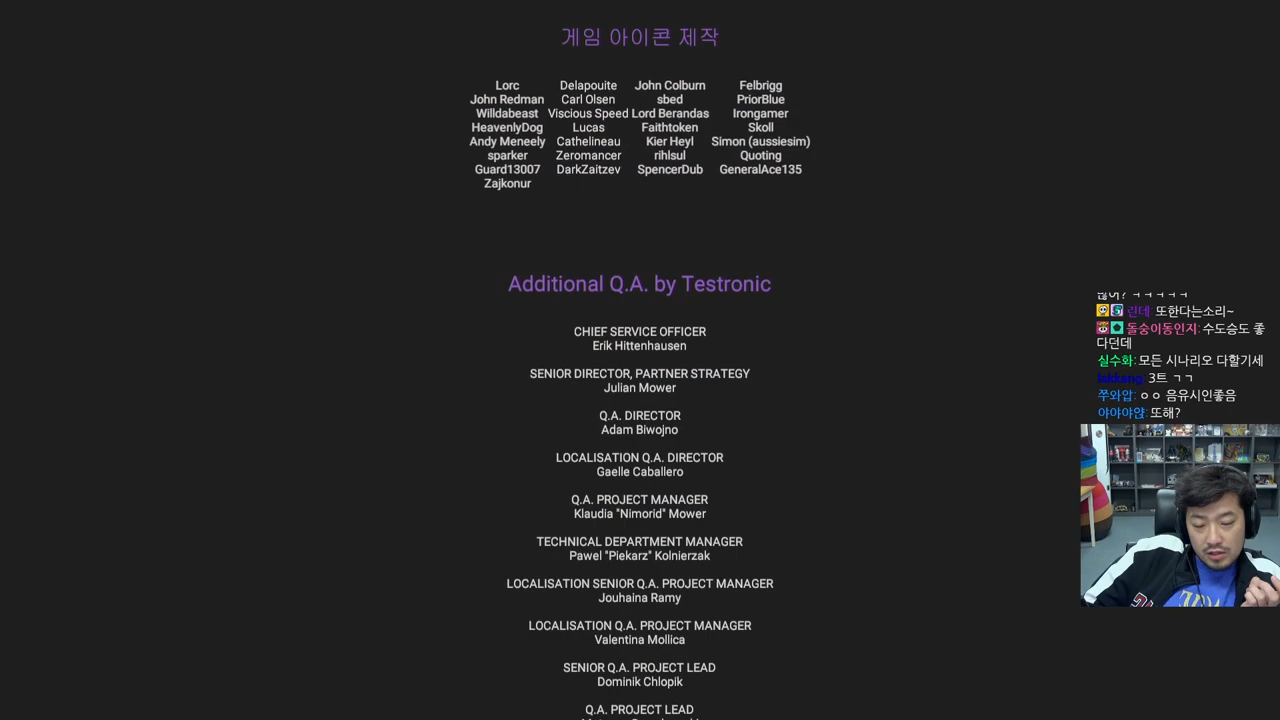 게임 아이콘 제작
Lorc Delapouite John Colburn Felbrigg
John Redman Carl Olsen sbed PriorBlue
Willdabeast Viscious Speed Lord Berandas Irongamer
HeavenlyDog Lucas Faithtoken Skoll
Andy Meneely Cathelineau Kier Heyl Simon (aussiesim)
sparker Zeromancer rihlsul Quoting
Guard13007 DarkZaitzev SpencerDub GeneralAce135
Zajkonur
Additional Q.A. by Testronic
CHIEF SERVICE OFFICER
Erik Hittenhausen
SENIOR DIRECTOR, PARTNER STRATEGY
Julian Mower
Q.A. DIRECTOR
Adam Biwojno
LOCALISATION Q.A. DIRECTOR
Gaelle Caballero
Q.A. PROJECT MANAGER
Klaudia "Nimorid" Mower
TECHNICAL DEPARTMENT MANAGER
Pawel "Piekarz" Kolnierzak
LOCALISATION SENIOR Q.A. PROJECT MANAGER
Jouhaina Ramy
LOCALISATION Q.A. PROJECT MANAGER
Valentina Mollica
SENIOR Q.A. PROJECT LEAD
Dominik Chlopik
Q.A. PROJECT LEAD
런데: 또한다는소리~
돌숭이동인지: 수도승도 좋
다던데
실수화: 모든 시나리오 다할기세
3트 ㄱㄱ
쭈와압: ㅇㅇ 음유시인좋음
야야야앉: 또해?